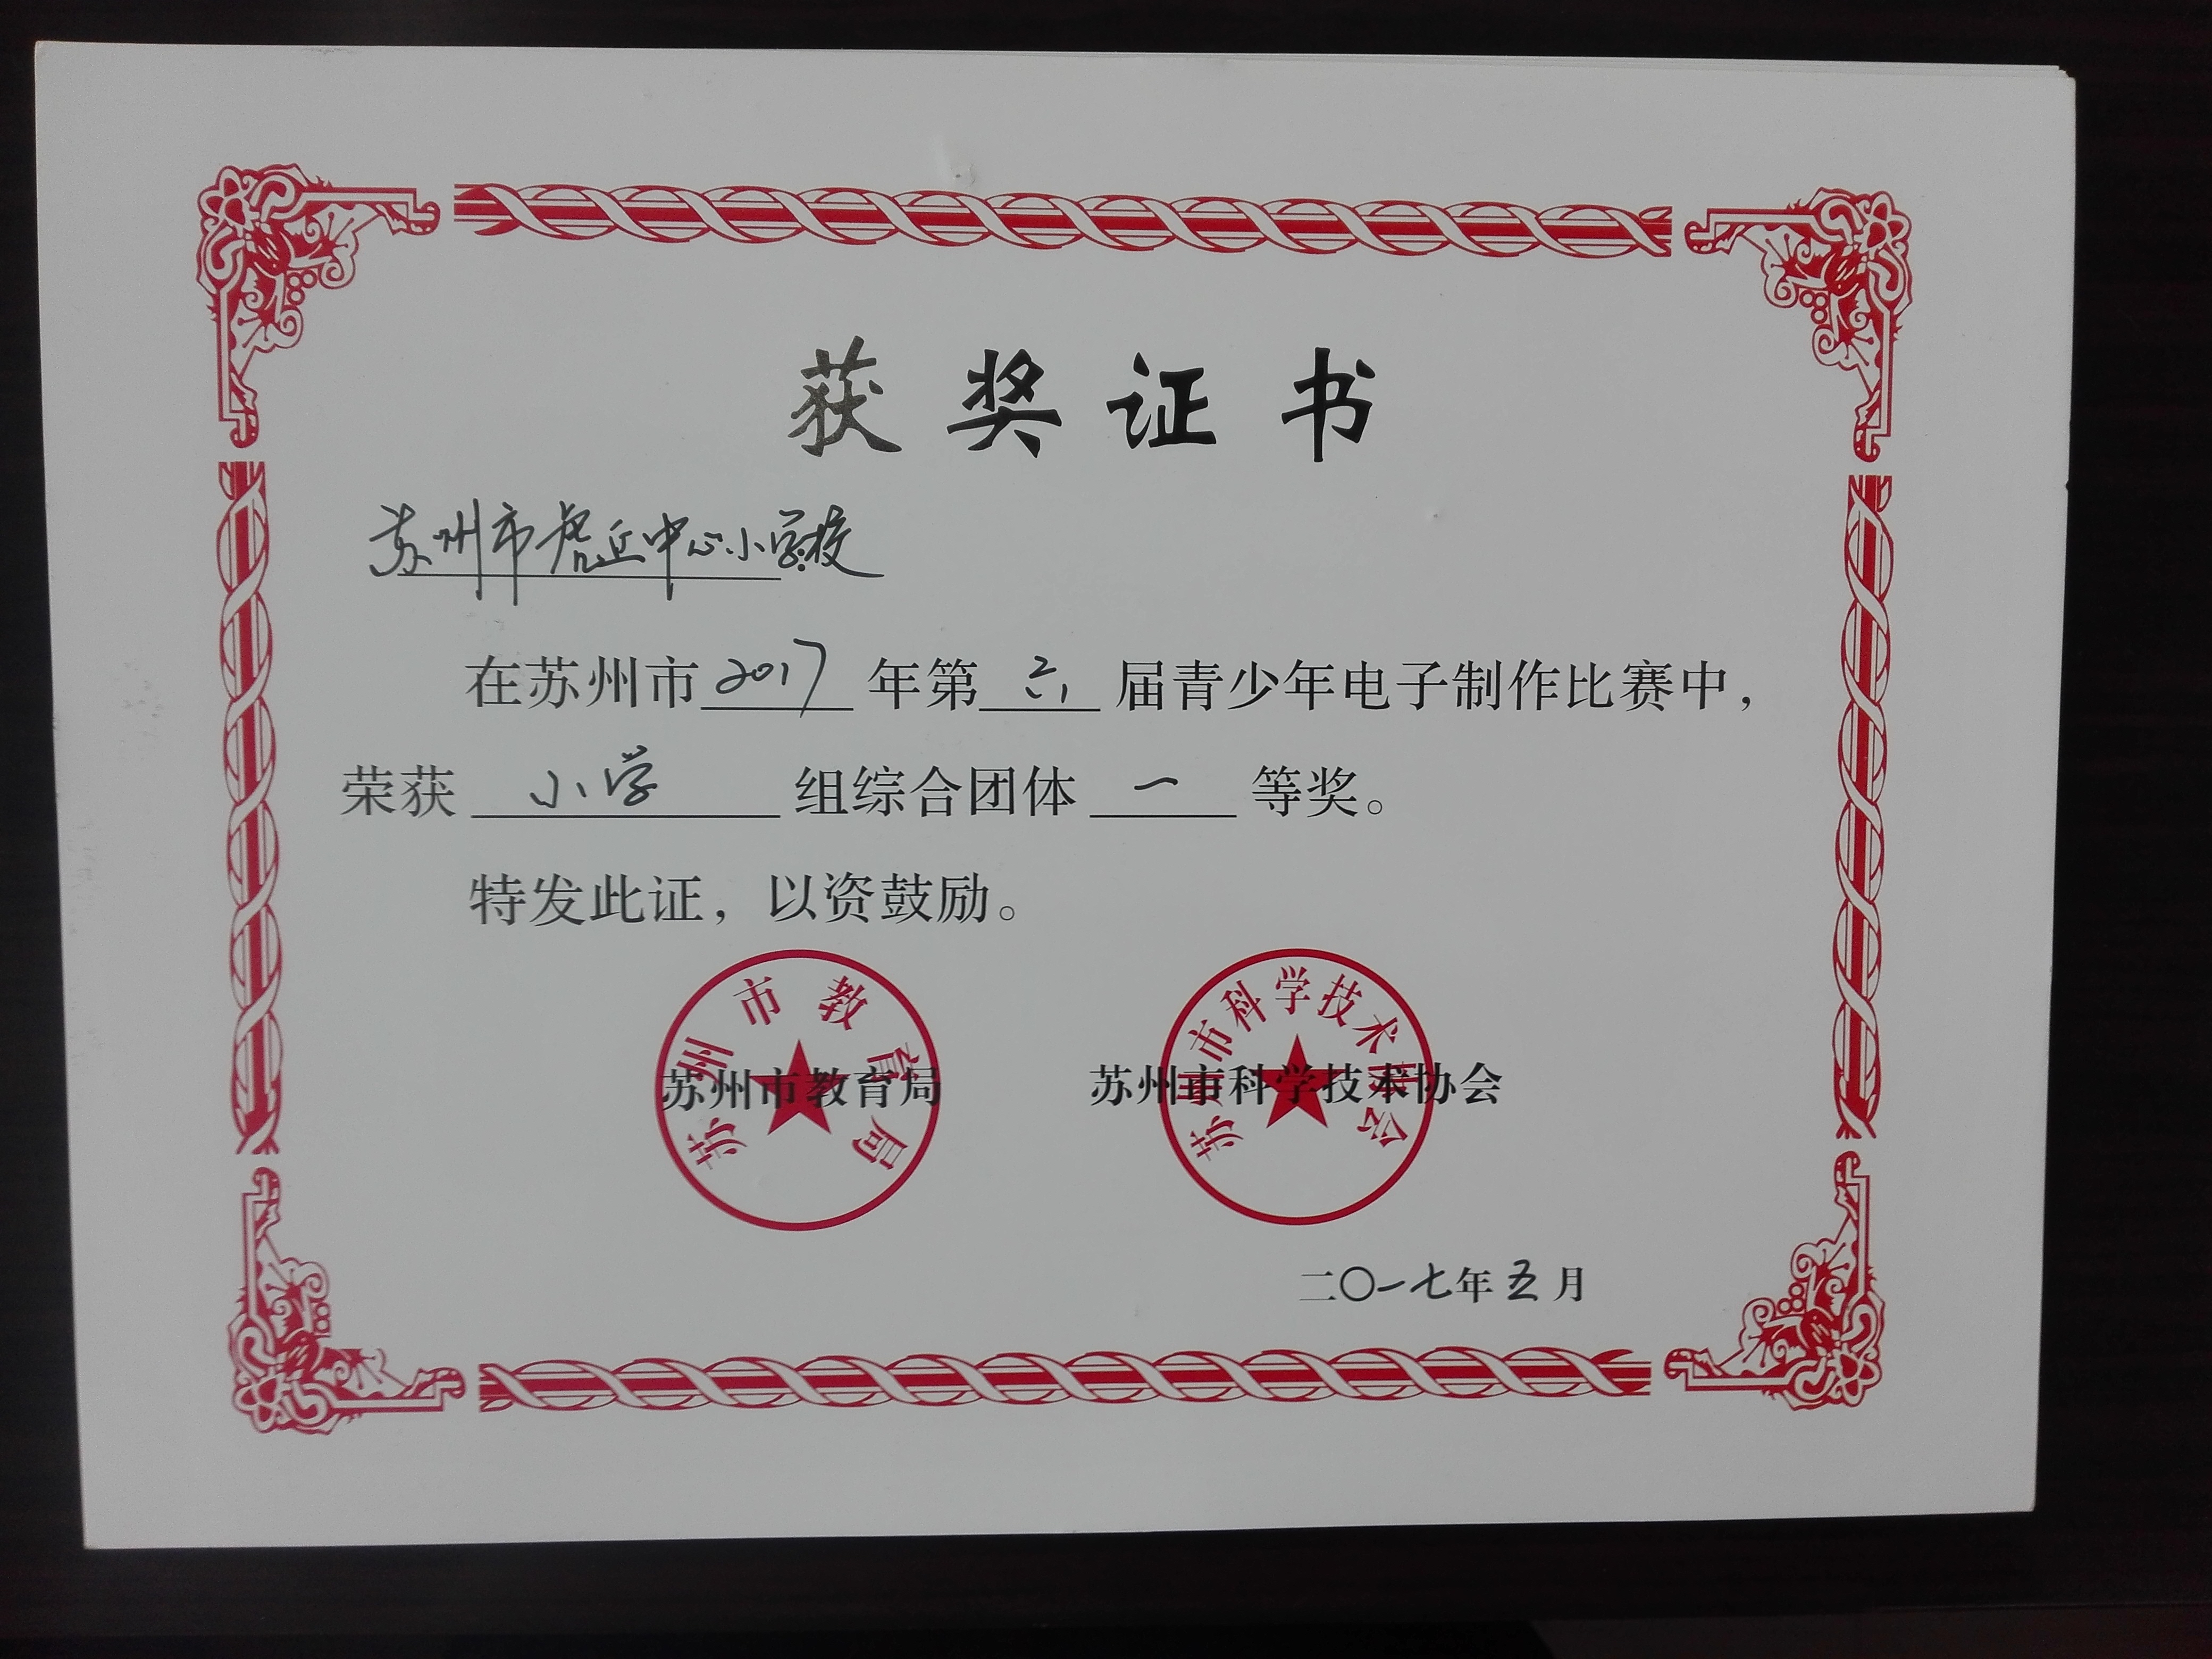 获奖证书
苏州市虎丘中心小学校
在苏州市2017年第六届青少年电子制作比赛中，
荣获小学组综合团体一等奖。
特发此证，以资鼓励。
苏州市教育局
苏州市科学技术协会
苏州市教育局 苏州市科学技术协会
二〇一七年五月